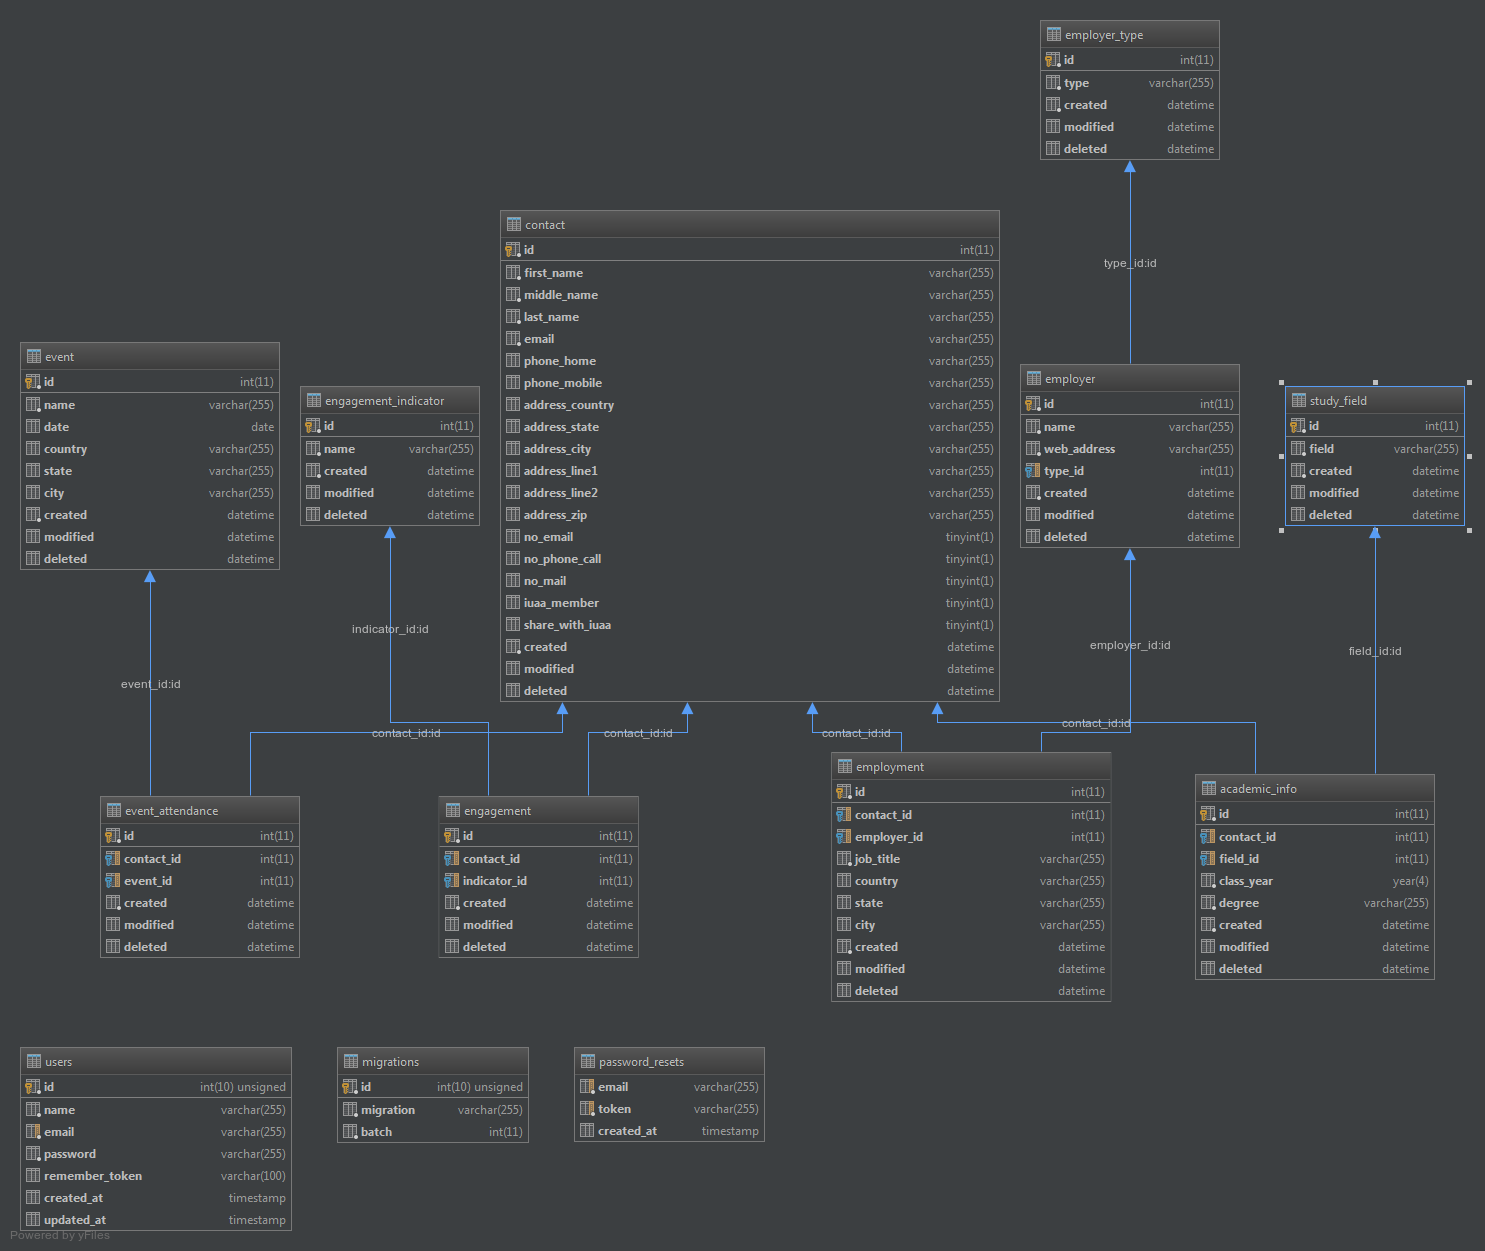 employer_type
id int(11)
type varchar(255)
created datetime
modified datetime
deleted datetime
type_id:id
contact
id int(11)
first_name varchar(255)
middle_name varchar(255)
last_name varchar(255)
email varchar(255)
phone_home varchar(255)
phone_mobile varchar(255)
address_country varchar(255)
address_state varchar(255)
address_city varchar(255)
address_line1 varchar(255)
address_line2 varchar(255)
address_zip varchar(255)
no_email tinyint(1)
no_phone_call tinyint(1)
no_mail tinyint(1)
iuaa_member tinyint(1)
share_with_iuaa tinyint(1)
created datetime
modified datetime
deleted datetime
event
id int(11)
name varchar(255)
date date
country varchar(255)
state varchar(255)
city varchar(255)
created datetime
modified datetime
deleted datetime
engagement_indicator
id int(11)
name varchar(255)
created datetime
modified datetime
deleted datetime
employer
id int(11)
name varchar(255)
web_address varchar(255)
type_id int(11)
created datetime
modified datetime
deleted datetime
study_field
id int(11)
field varchar(255)
created datetime
modified datetime
deleted datetime
indicator_id:id
employer_id:id
field_id:id
event_id:id
contact_id:id
contact_id:id
contact_id:id
contact_id:id
event_attendance
id int(11)
contact_id int(11)
event_id int(11)
created datetime
modified datetime
deleted datetime
engagement
id int(11)
contact_id int(11)
indicator_id int(11)
created datetime
modified datetime
deleted datetime
employment
id int(11)
contact_id int(11)
employer_id int(11)
job_title varchar(255)
country varchar(255)
state varchar(255)
city varchar(255)
created datetime
modified datetime
deleted datetime
academic_info
id int(11)
contact_id int(11)
field_id int(11)
class_year year(4)
degree varchar(255)
created datetime
modified datetime
deleted datetime
users
id int(10) unsigned
name varchar(255)
email varchar(255)
password varchar(255)
remember_token varchar(100)
created_at timestamp
updated_at timestamp
migrations
id int(10) unsigned
migration varchar(255)
batch int(11)
password_resets
email varchar(255)
token varchar(255)
created_at timestamp
Powered by yFiles